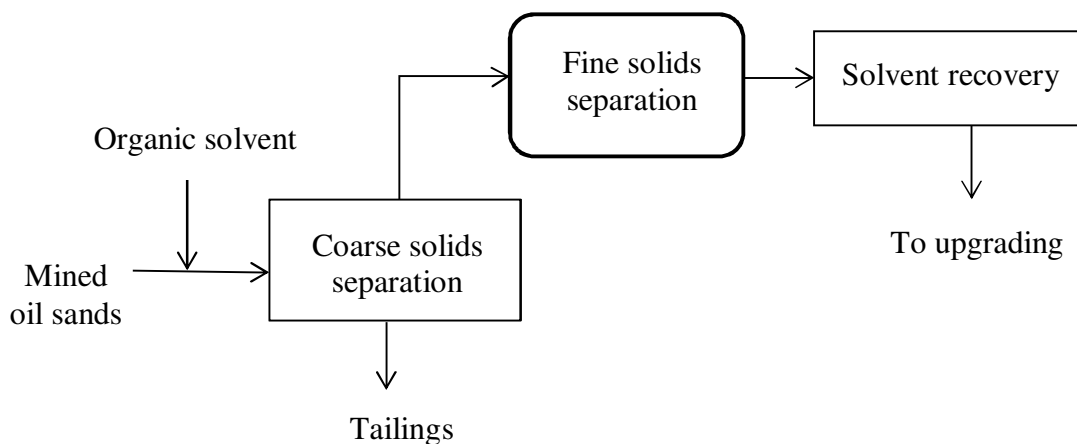 Fine solids
separation
Solvent recovery
Organic solvent
Coarse solids
separation
Mined
oil sands
To upgrading
Tailings